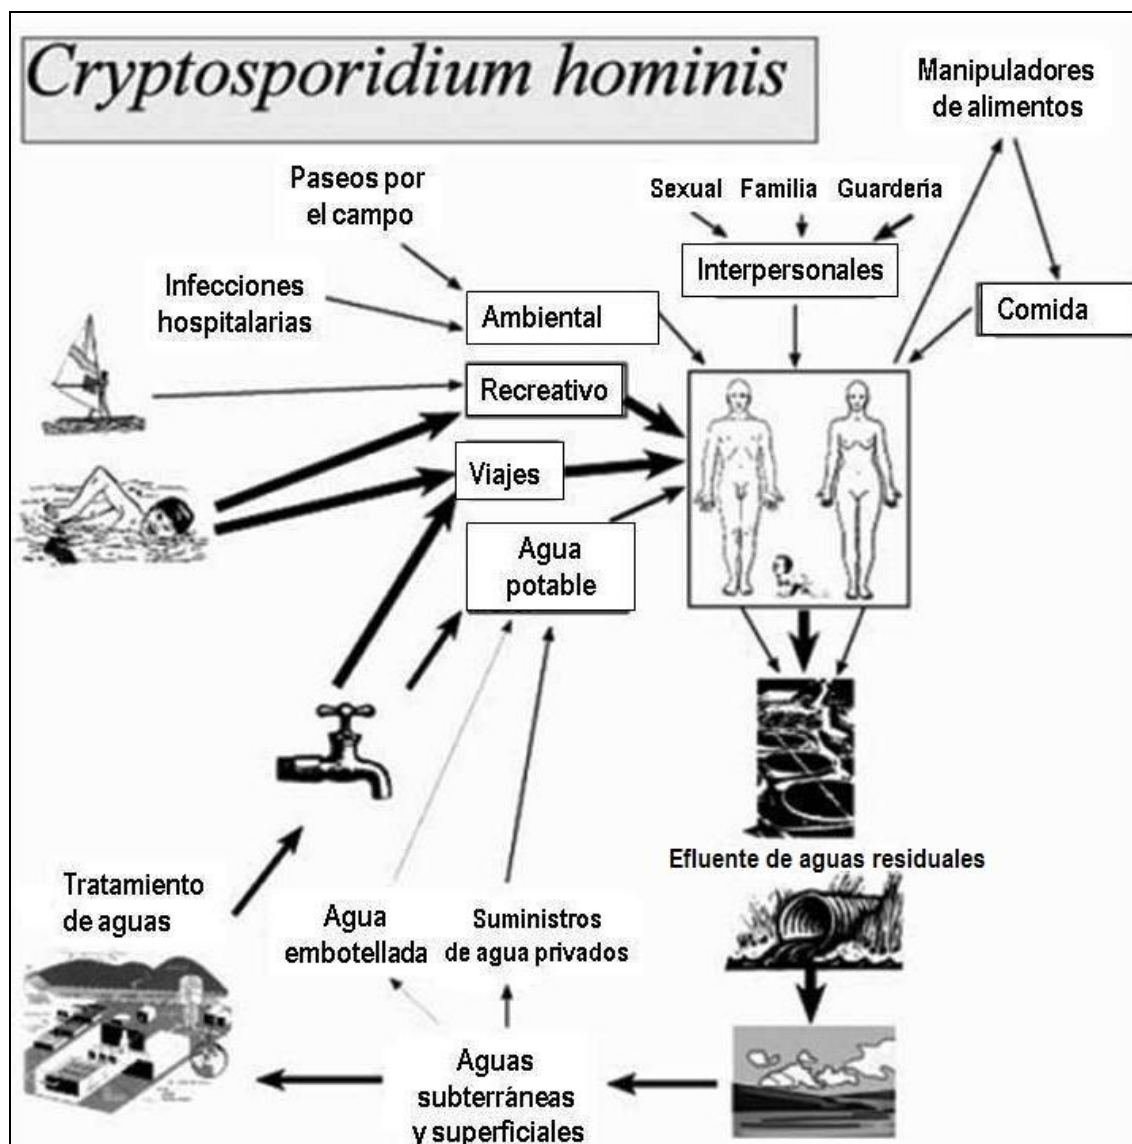 Cryptosporidium hominis
Manipuladores
de alimentos
Paseos por
el campo
Sexual Familia Guardería
Interpersonales
Infecciones
hospitalarias
Ambiental
Comida
Recreativo
Viajes
Agua
potable
Efluente de aguas residuales
Tratamiento
de aguas
Agua
embotellada
Suministros
de agua privados
Aguas
subterráneas
y superficiales